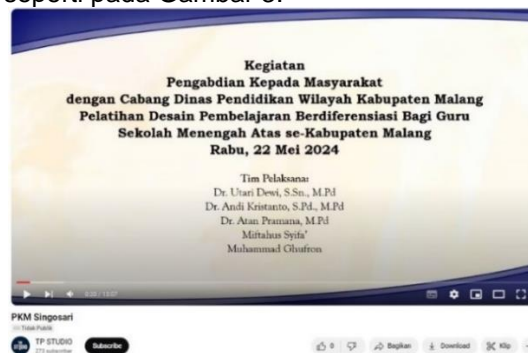 seperti pada Gambar 3.
Kegiatan
Pengabdian Kepada Masyarakat
dengan Cabang Dinas Pendidikan Wilayah Kabupaten Malang
Pelatihan Desain Pembelajaran Berdiferensiasi Bagi Guru
Sekolah Menengah Atas se-Kabupaten Malang
Rabu, 22 Mei 2024
Tim Pelaksana:
Dr. Utari Dewi, S.Sn., M.Pd
Dr. Andi Kristanto, S.Pd., M.Pd
Dr. Atan Pramana, M.Pd
Miftahus Syifa'
Muhammad Ghufron
PKM Singosari
Tidak Publik
TP STUDIO
273 subscriber
Subscribe
0
Bagikan
Download
Klip